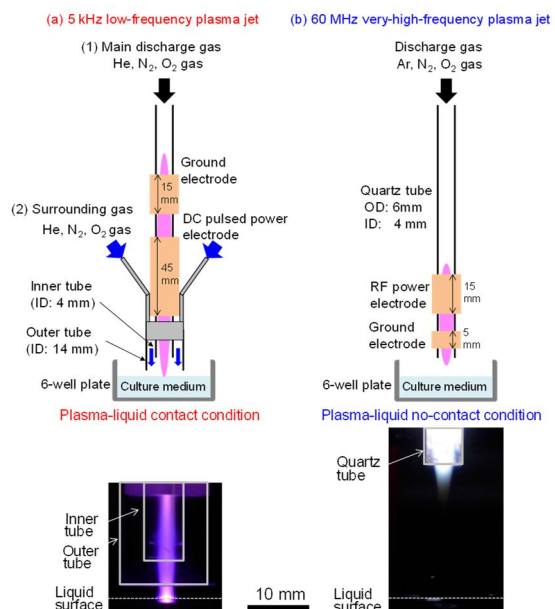 (a) 5 kHz low-frequency plasma jet
(1) Main discharge gas
He, N2, O2 gas
Ground
electrode
15
mm
(2) Surrounding gas
He, N2, O2 gas
DC pulsed power
electrode
45
mm
Inner tube
(ID: 4 mm)
Outer tube
(ID: 14 mm)
6-well plate
Culture medium
Plasma-liquid contact condition
Inner
tube
Outer
tube
Liquid
surface
10 mm
(b) 60 MHz very-high-frequency plasma jet
Discharge gas
Ar, N2, O2 gas
Quartz tube
OD: 6mm
ID: 4 mm
RF power
electrode
15
mm
Ground
electrode
5
mm
6-well plate
Culture medium
Plasma-liquid no-contact condition
Quartz
tube
Liquid
surface